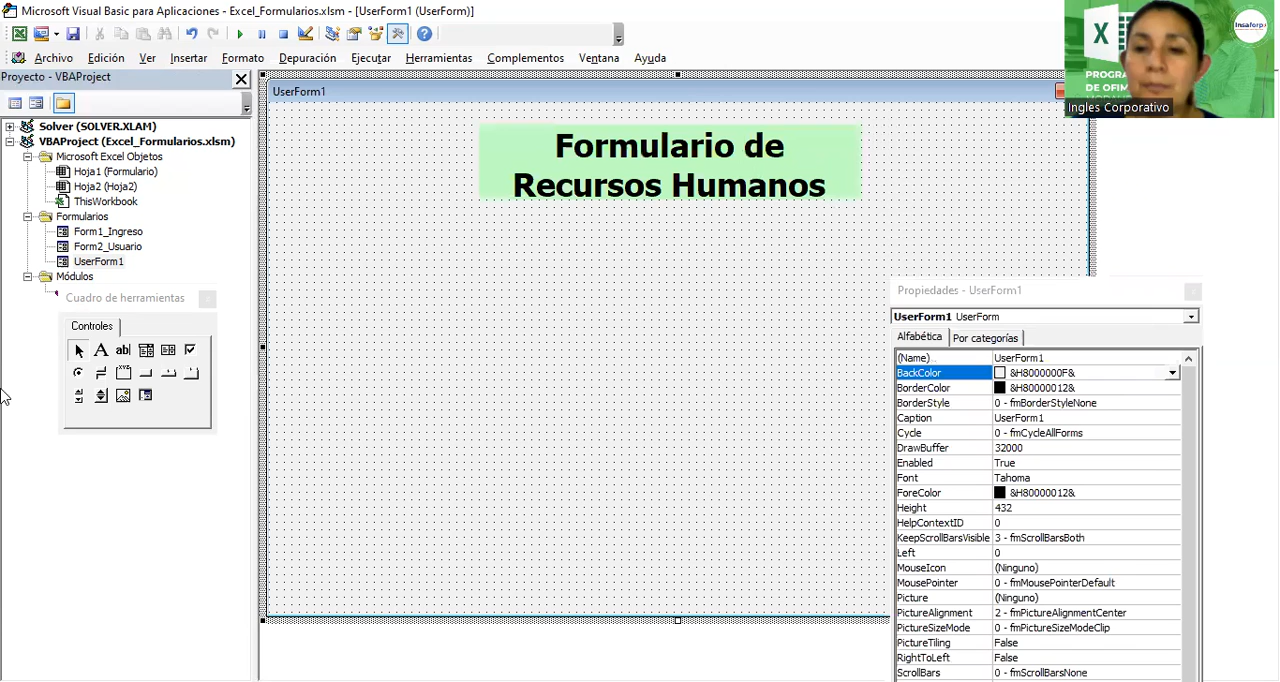 Microsoft Visual Basic para Aplicaciones - Excel_Formularios.xlsm - [UserForm1 (UserForm)]
Archivo Edición Ver Insertar Formato Depuración Ejecutar Herramientas Complementos Ventana Ayuda
Proyecto - VBAProject
Solver (SOLVER.XLAM)
VBAProject (Excel_Formularios.xlsm)
Microsoft Excel Objetos
Hoja1 (Formulario)
Hoja2 (Hoja2)
ThisWorkbook
Formularios
Form1_Ingreso
Form2_Usuario
UserForm1
Módulos
Cuadro de herramientas
Controles
A ab|
UserForm1
Formulario de
Recursos Humanos
X
Insaforp
PROGRA
DE OFIM
Ingles Corporativo
Propiedades - UserForm1
UserForm1 UserForm
Alfabética Por categorías
(Name) UserForm1
BackColor &H8000000F&
BorderColor &H80000012&
BorderStyle 0 - fmBorderStyleNone
Caption UserForm1
Cycle 0 - fmCycleAllForms
DrawBuffer 32000
Enabled True
Font Tahoma
ForeColor &H80000012&
Height 432
HelpContextID 0
KeepScrollBarsVisible 3 - fmScrollBarsBoth
Left 0
MouseIcon (Ninguno)
MousePointer 0 - fmMousePointerDefault
Picture (Ninguno)
PictureAlignment 2 - fmPictureAlignmentCenter
PictureSizeMode 0 - fmPictureSizeModeClip
PictureTiling False
RightToLeft False
ScrollBars 0 - fmScrollBarsNone